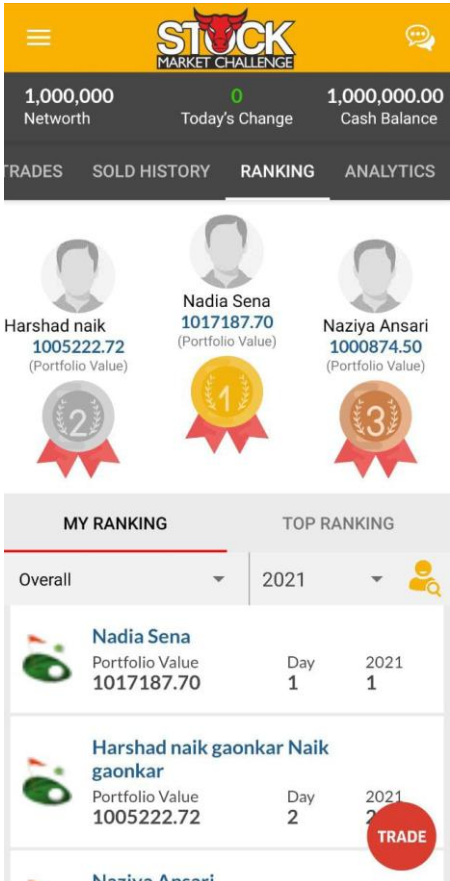 STOCK
MARKET CHALLENGE
1,000,000 0 1,000,000.00
Networth Today's Change Cash Balance
TRADES SOLD HISTORY RANKING ANALYTICS
Nadia Sena
1017187.70
(Portfolio Value)
1
Harshad naik
1005222.72
(Portfolio Value)
2
Naziya Ansari
1000874.50
(Portfolio Value)
3
MY RANKING TOP RANKING
Overall 2021
Nadia Sena
Portfolio Value Day 2021
1017187.70 1 1
Harshad naik gaonkar Naik
gaonkar
Portfolio Value Day 2021
1005222.72 2 2
TRADE
Naziya Ansari